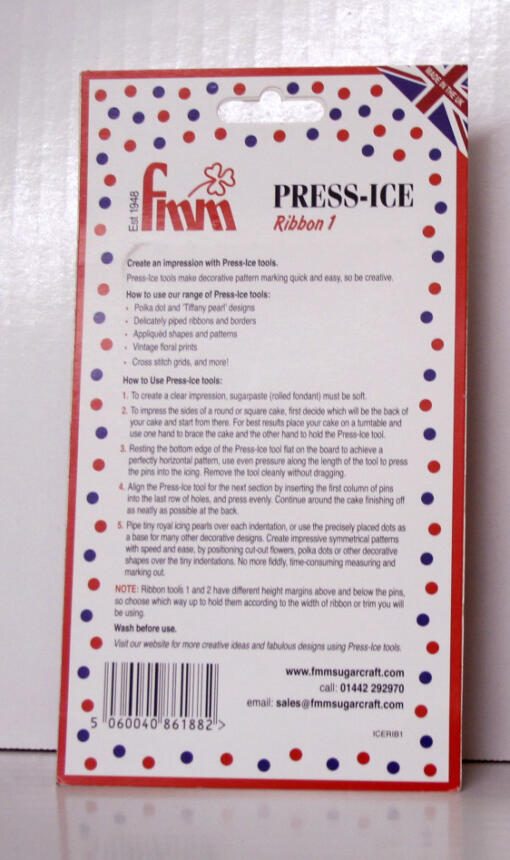 MADE IN THE UK
Est 1948
fmm
PRESS-ICE
Ribbon 1
Create an impression with Press-Ice tools.
Press-Ice tools make decorative pattern marking quick and easy, so be creative.
How to use our range of Press-Ice tools:
• Polka dot and 'Tiffany pearl' designs
• Delicately piped ribbons and borders
• Appliquéd shapes and patterns
• Vintage floral prints
• Cross stitch grids, and more!
How to Use Press-Ice tools:
1. To create a clear impression, sugarpaste (rolled fondant) must be soft.
2. To impress the sides of a round or square cake, first decide which will be the back of
your cake and start from there. For best results place your cake on a turntable and
use one hand to brace the cake and the other hand to hold the Press-Ice tool.
3. Resting the bottom edge of the Press-Ice tool flat on the board to achieve a
perfectly horizontal pattern, use even pressure along the length of the tool to press
the pins into the icing. Remove the tool cleanly without dragging.
4. Align the Press-Ice tool for the next section by inserting the first column of pins
into the last row of holes, and press evenly. Continue around the cake finishing off
as neatly as possible at the back.
5. Pipe tiny royal icing pearls over each indentation, or use the precisely placed dots as
a base for many other decorative designs. Create impressive symmetrical patterns
with speed and ease, by positioning cut-out flowers, polka dots or other decorative
shapes over the tiny indentations. No more fiddly, time-consuming measuring and
marking out.
NOTE: Ribbon tools 1 and 2 have different height margins above and below the pins,
so choose which way up to hold them according to the width of ribbon or trim you will
be using.
Wash before use.
Visit our website for more creative ideas and fabulous designs using Press-Ice tools.
www.fmmsugarcraft.com
call: 01442 292970
email: sales@fmmsugarcraft.com
5 060040 861882 >
ICERIB1